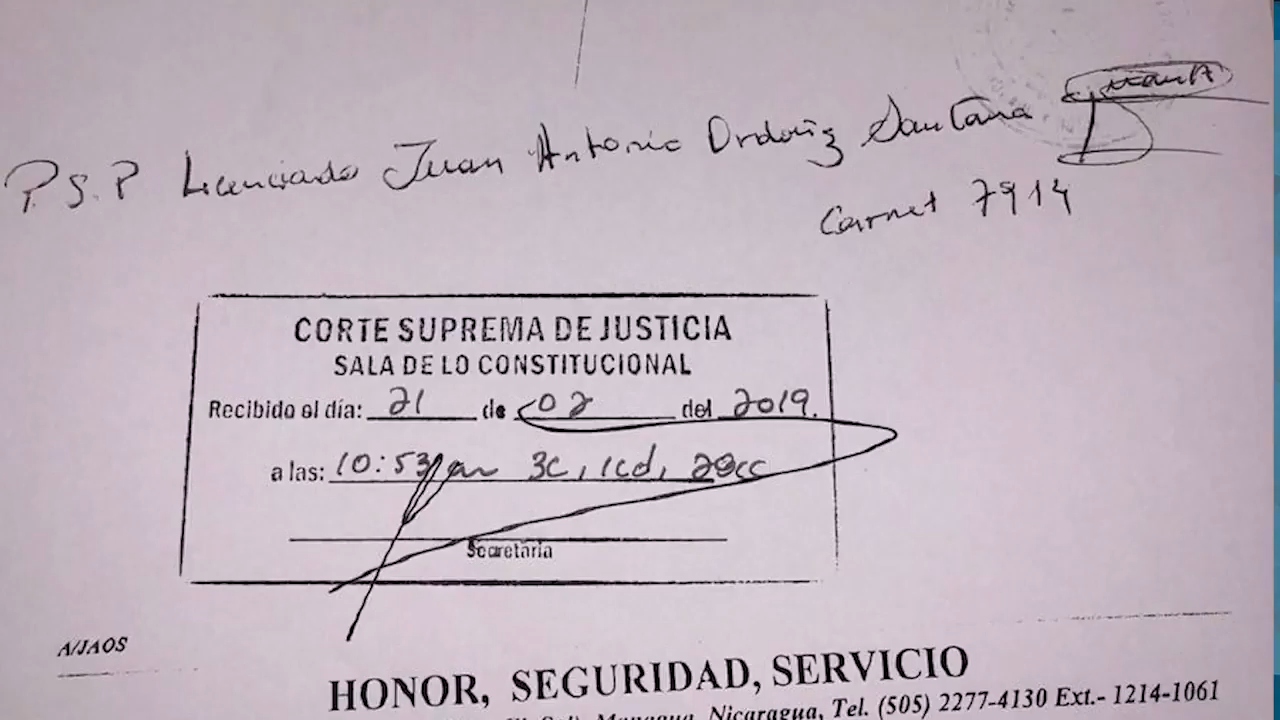 P.S.P Licenciado Juan Antonio Ordoñiz Santana
Carnet 7914
CORTE SUPREMA DE JUSTICIA
SALA DE LO CONSTITUCIONAL
Recibido el día: 21 de 02 del 2019.
a las: 10:53 am 3c, 1cd, 20cc
Secretaria
A/JAOS
HONOR, SEGURIDAD, SERVICIO
Managua, Nicaragua, Tel. (505) 2277-4130 Ext.- 1214-1061